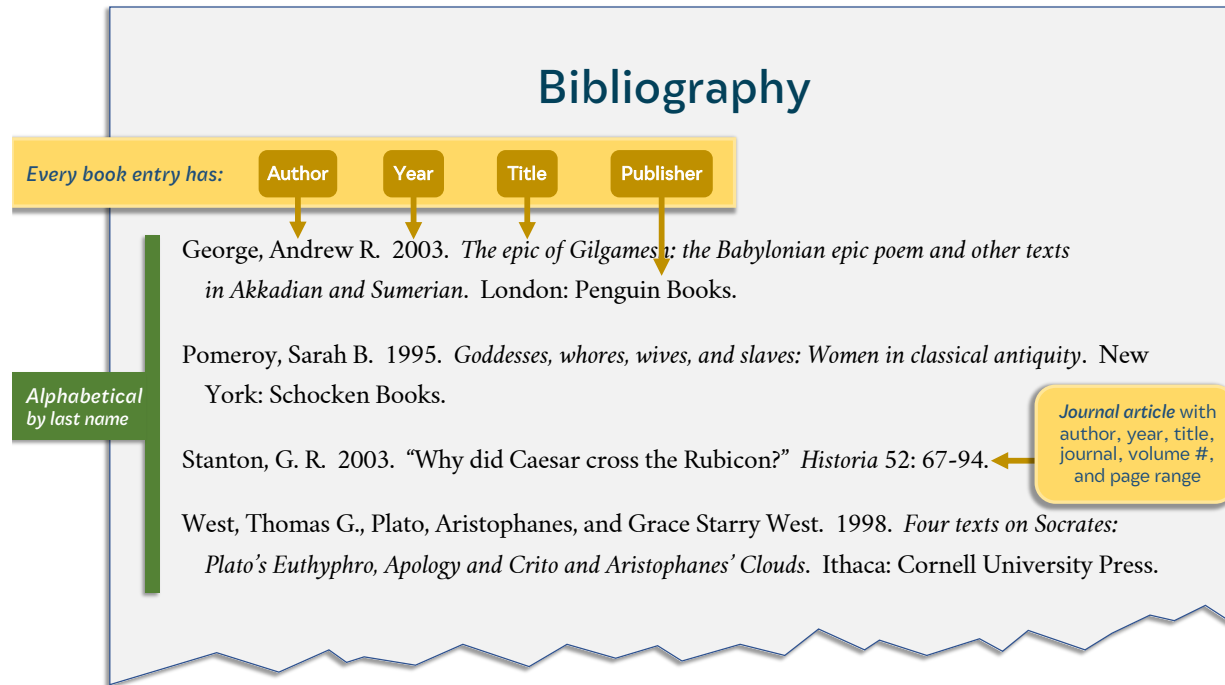 Bibliography
Every book entry has: Author Year Title Publisher
George, Andrew R. 2003. The epic of Gilgamesh: the Babylonian epic poem and other texts
in Akkadian and Sumerian. London: Penguin Books.
Pomeroy, Sarah B. 1995. Goddesses, whores, wives, and slaves: Women in classical antiquity. New
York: Schocken Books.
Alphabetical
by last name
Stanton, G. R. 2003. “Why did Caesar cross the Rubicon?” Historia 52: 67-94.
Journal article with
author, year, title,
journal, volume #,
and page range
West, Thomas G., Plato, Aristophanes, and Grace Starry West. 1998. Four texts on Socrates:
Plato’s Euthyphro, Apology and Crito and Aristophanes’ Clouds. Ithaca: Cornell University Press.